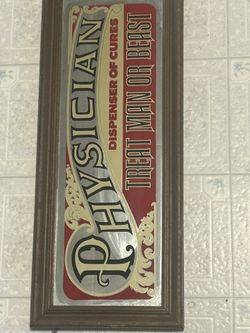 PHYSICIAN
DISPENSER OF CURES
TREAT MAN OR BEAST